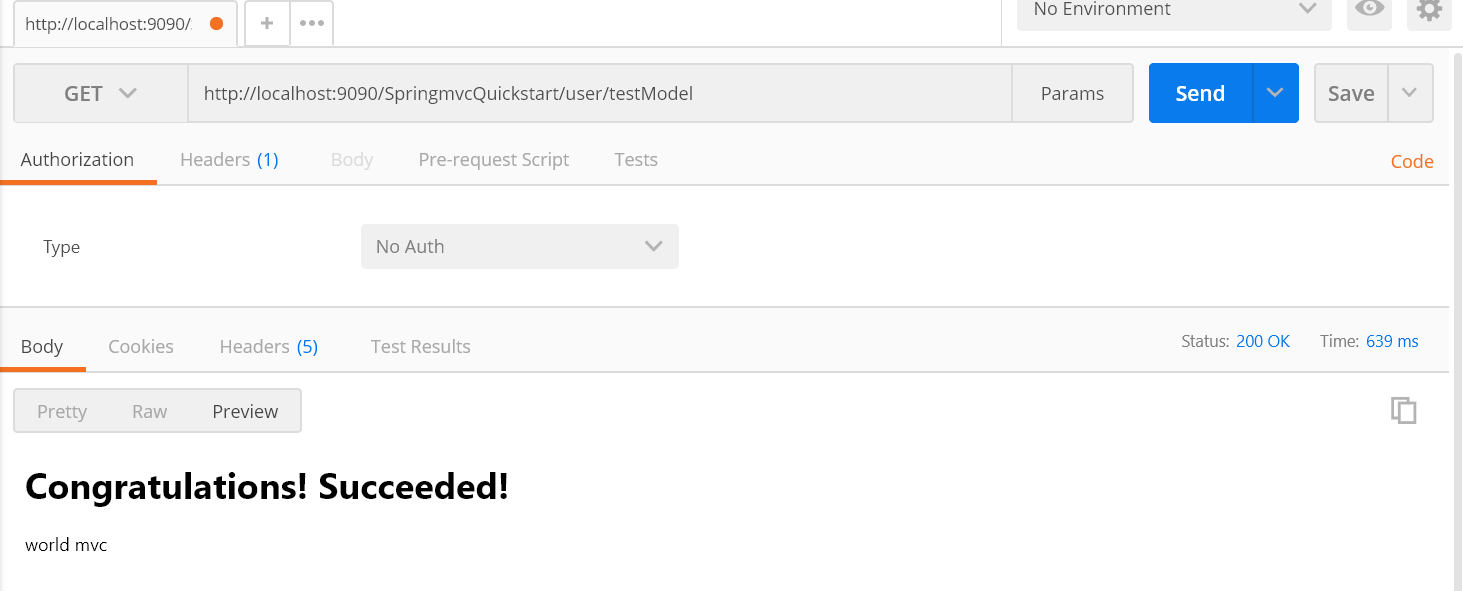 http://localhost:9090/
No Environment
GET http://localhost:9090/SpringmvcQuickstart/user/testModel Params Send Save
Authorization Headers (1) Body Pre-request Script Tests Code
Type No Auth
Body Cookies Headers (5) Test Results Status: 200 OK Time: 639 ms
Pretty Raw Preview
Congratulations! Succeeded!
world mvc